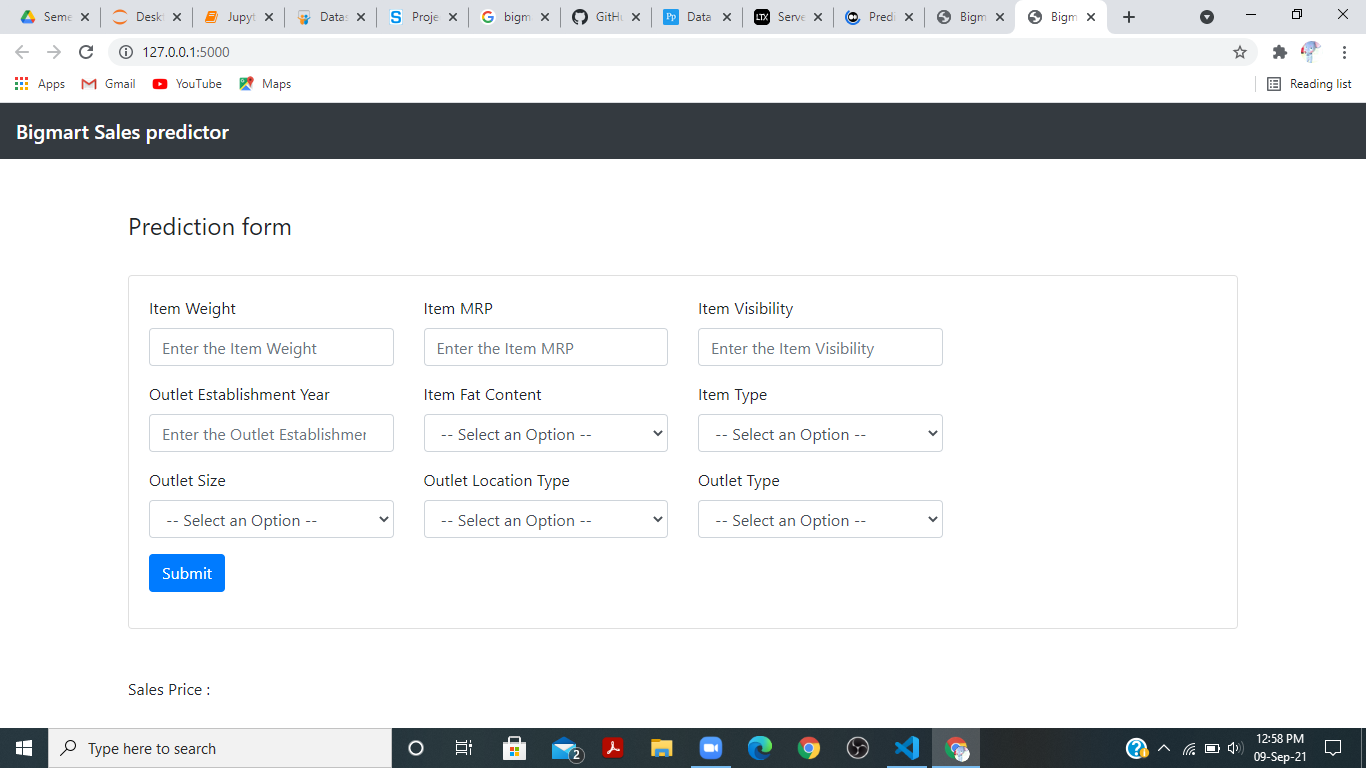 Seme Desk Jupyt Datas Proje bigm GitHu Data Serve Predi Bigm Bigm
127.0.0.1:5000
Apps Gmail YouTube Maps Reading list
Bigmart Sales predictor
Prediction form
Item Weight Item MRP Item Visibility
Enter the Item Weight Enter the Item MRP Enter the Item Visibility
Outlet Establishment Year Item Fat Content Item Type
Enter the Outlet Establishmen -- Select an Option -- -- Select an Option --
Outlet Size Outlet Location Type Outlet Type
-- Select an Option -- -- Select an Option -- -- Select an Option --
Submit
Sales Price :
Type here to search 2 12:58 PM
09-Sep-21